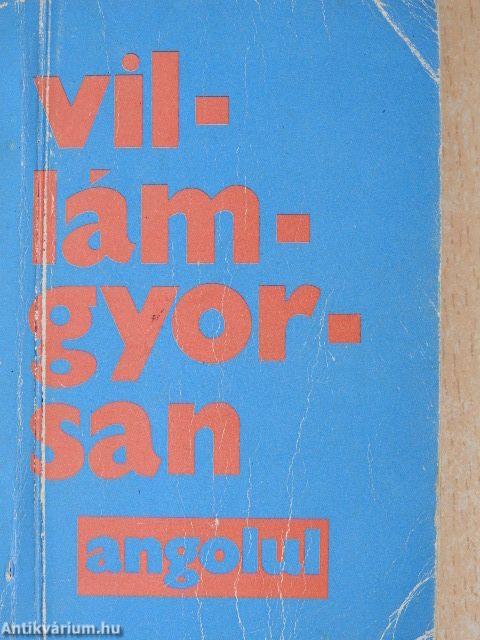 vil-
lám-
gyor-
san
angolul
Antikvárium.hu